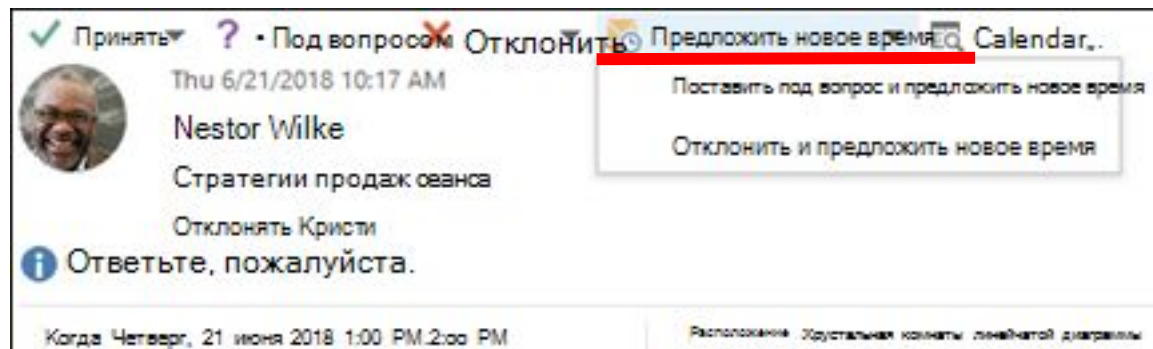 Принять ? • Под вопросом Отклонить Предложить новое время Calendar...
Thu 6/21/2018 10:17 AM
Поставить под вопрос и предложить новое время
Nestor Wilke
Отклонить и предложить новое время
Стратегии продаж сеанса
Отклонять Кристи
Ответьте, пожалуйста.
Когда Четверг, 21 июня 2018 1:00 PM.2:oo PM
Расположение Хрустальная комнаты линейчатой диаграммы